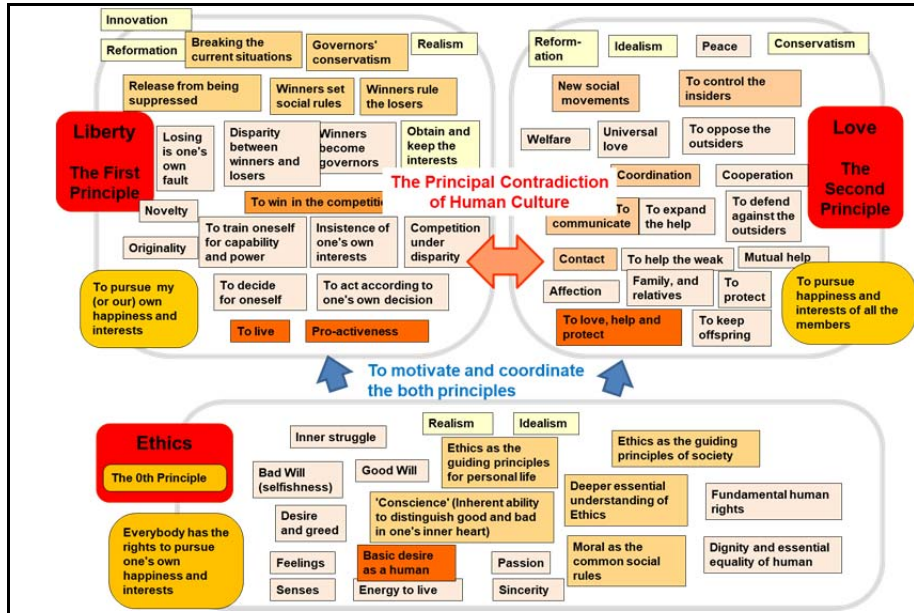 Innovation
Reformation
Breaking the
current situations
Governors'
conservatism
Realism
Release from being
suppressed
Winners set
social rules
Winners rule
the losers
Liberty
The First
Principle
Losing
is one's
own
fault
Disparity
between
winners and
losers
Winners
become
governors
Obtain and
keep the
interests
Novelty
To win in the competitio
Originality
To train oneself
for capability
and power
Insistence of
one's own
interests
Competition
under
disparity
To pursue my
(or our) own
happiness and
interests
To decide
for oneself
To act according to
one's own decision
To live
Pro-activeness
The Principal Contradiction
of Human Culture
Reform-
ation
Idealism
Peace
Conservatism
New social
movements
To control the
insiders
Welfare
Universal
love
To oppose the
outsiders
Love
The
Second
Principle
Coordination
Cooperation
To
communicate
To expand
the help
To defend
against the
outsiders
Contact
To help the weak
Mutual help
Affection
Family, and
relatives
To
protect
To pursue
happiness and
interests of all the
members
To love, help and
protect
To keep
offspring
To motivate and coordinate
the both principles
Ethics
The 0th Principle
Everybody has the
rights to pursue
one's own
happiness and
interests
Inner struggle
Realism
Idealism
Bad Will
(selfishness)
Good Will
Ethics as the
guiding principles
for personal life
Ethics as the guiding
principles of society
Desire
and greed
'Conscience' (Inherent ability
to distinguish good and bad
in one's inner heart)
Deeper essential
understanding of
Ethics
Fundamental human
rights
Feelings
Basic desire
as a human
Passion
Moral as the
common social
rules
Dignity and essential
equality of human
Senses
Energy to live
Sincerity